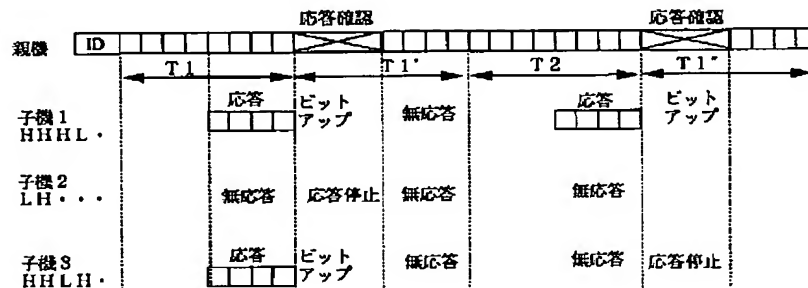 応答確認 応答確認
親機 ID
T1 T1' T2 T1"
応答 ビット 応答 ビット
子機1 アップ 無応答 アップ
HHHL・
子機2
LH・・・ 無応答 応答停止 無応答 無応答
応答 ビット
子機3 アップ 無応答 無応答 応答停止
HHLH・